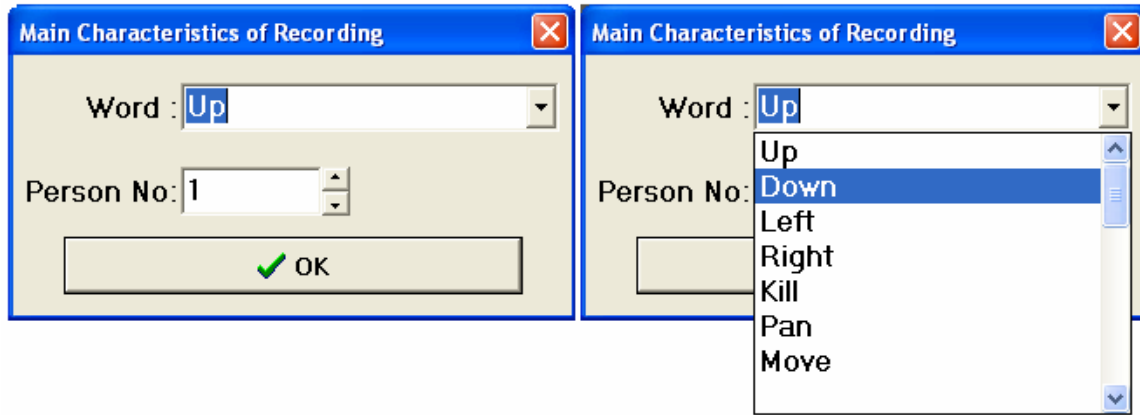 Main Characteristics of Recording
Word : Up
Person No: 1
OK
Main Characteristics of Recording
Word : Up
Person No:
Up
Down
Left
Right
Kill
Pan
Move